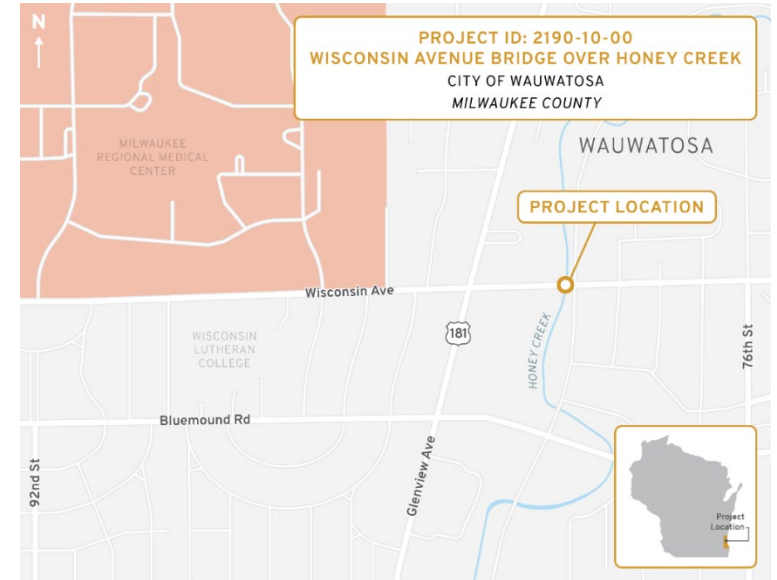 N
PROJECT ID: 2190-10-00
WISCONSIN AVENUE BRIDGE OVER HONEY CREEK
CITY OF WAUWATOSA
MILWAUKEE COUNTY
MILWAUKEE
REGIONAL MEDICAL
CENTER
WAUWATOSA
PROJECT LOCATION
Wisconsin Ave
WISCONSIN
LUTHERAN
COLLEGE
181
HONEY CREEK
76th St
Bluemound Rd
92nd St
Glenview Ave
Project
Location